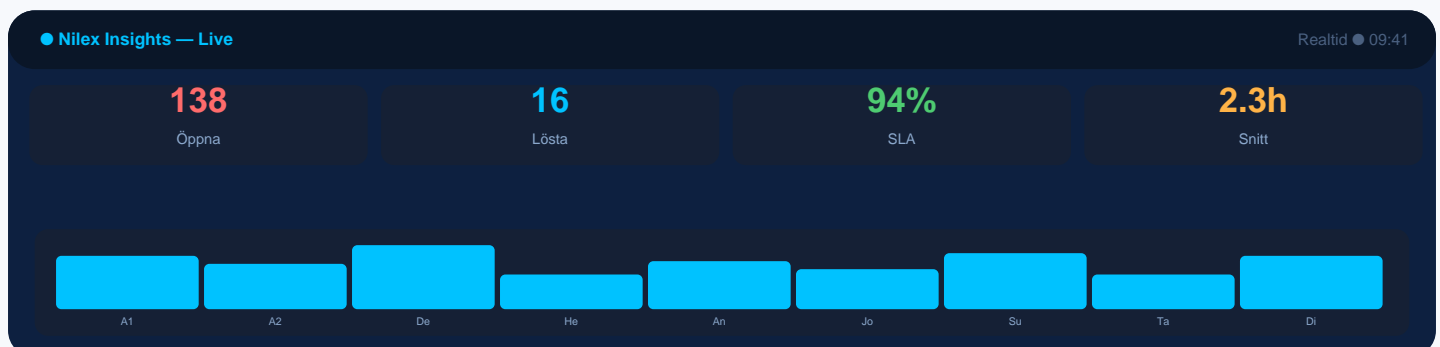 ● Nilex Insights — Live
Realtid ● 09:41
138
Öppna
16
Lösta
94%
SLA
2.3h
Snitt
A1 A2 De He An Jo Su Ta Di